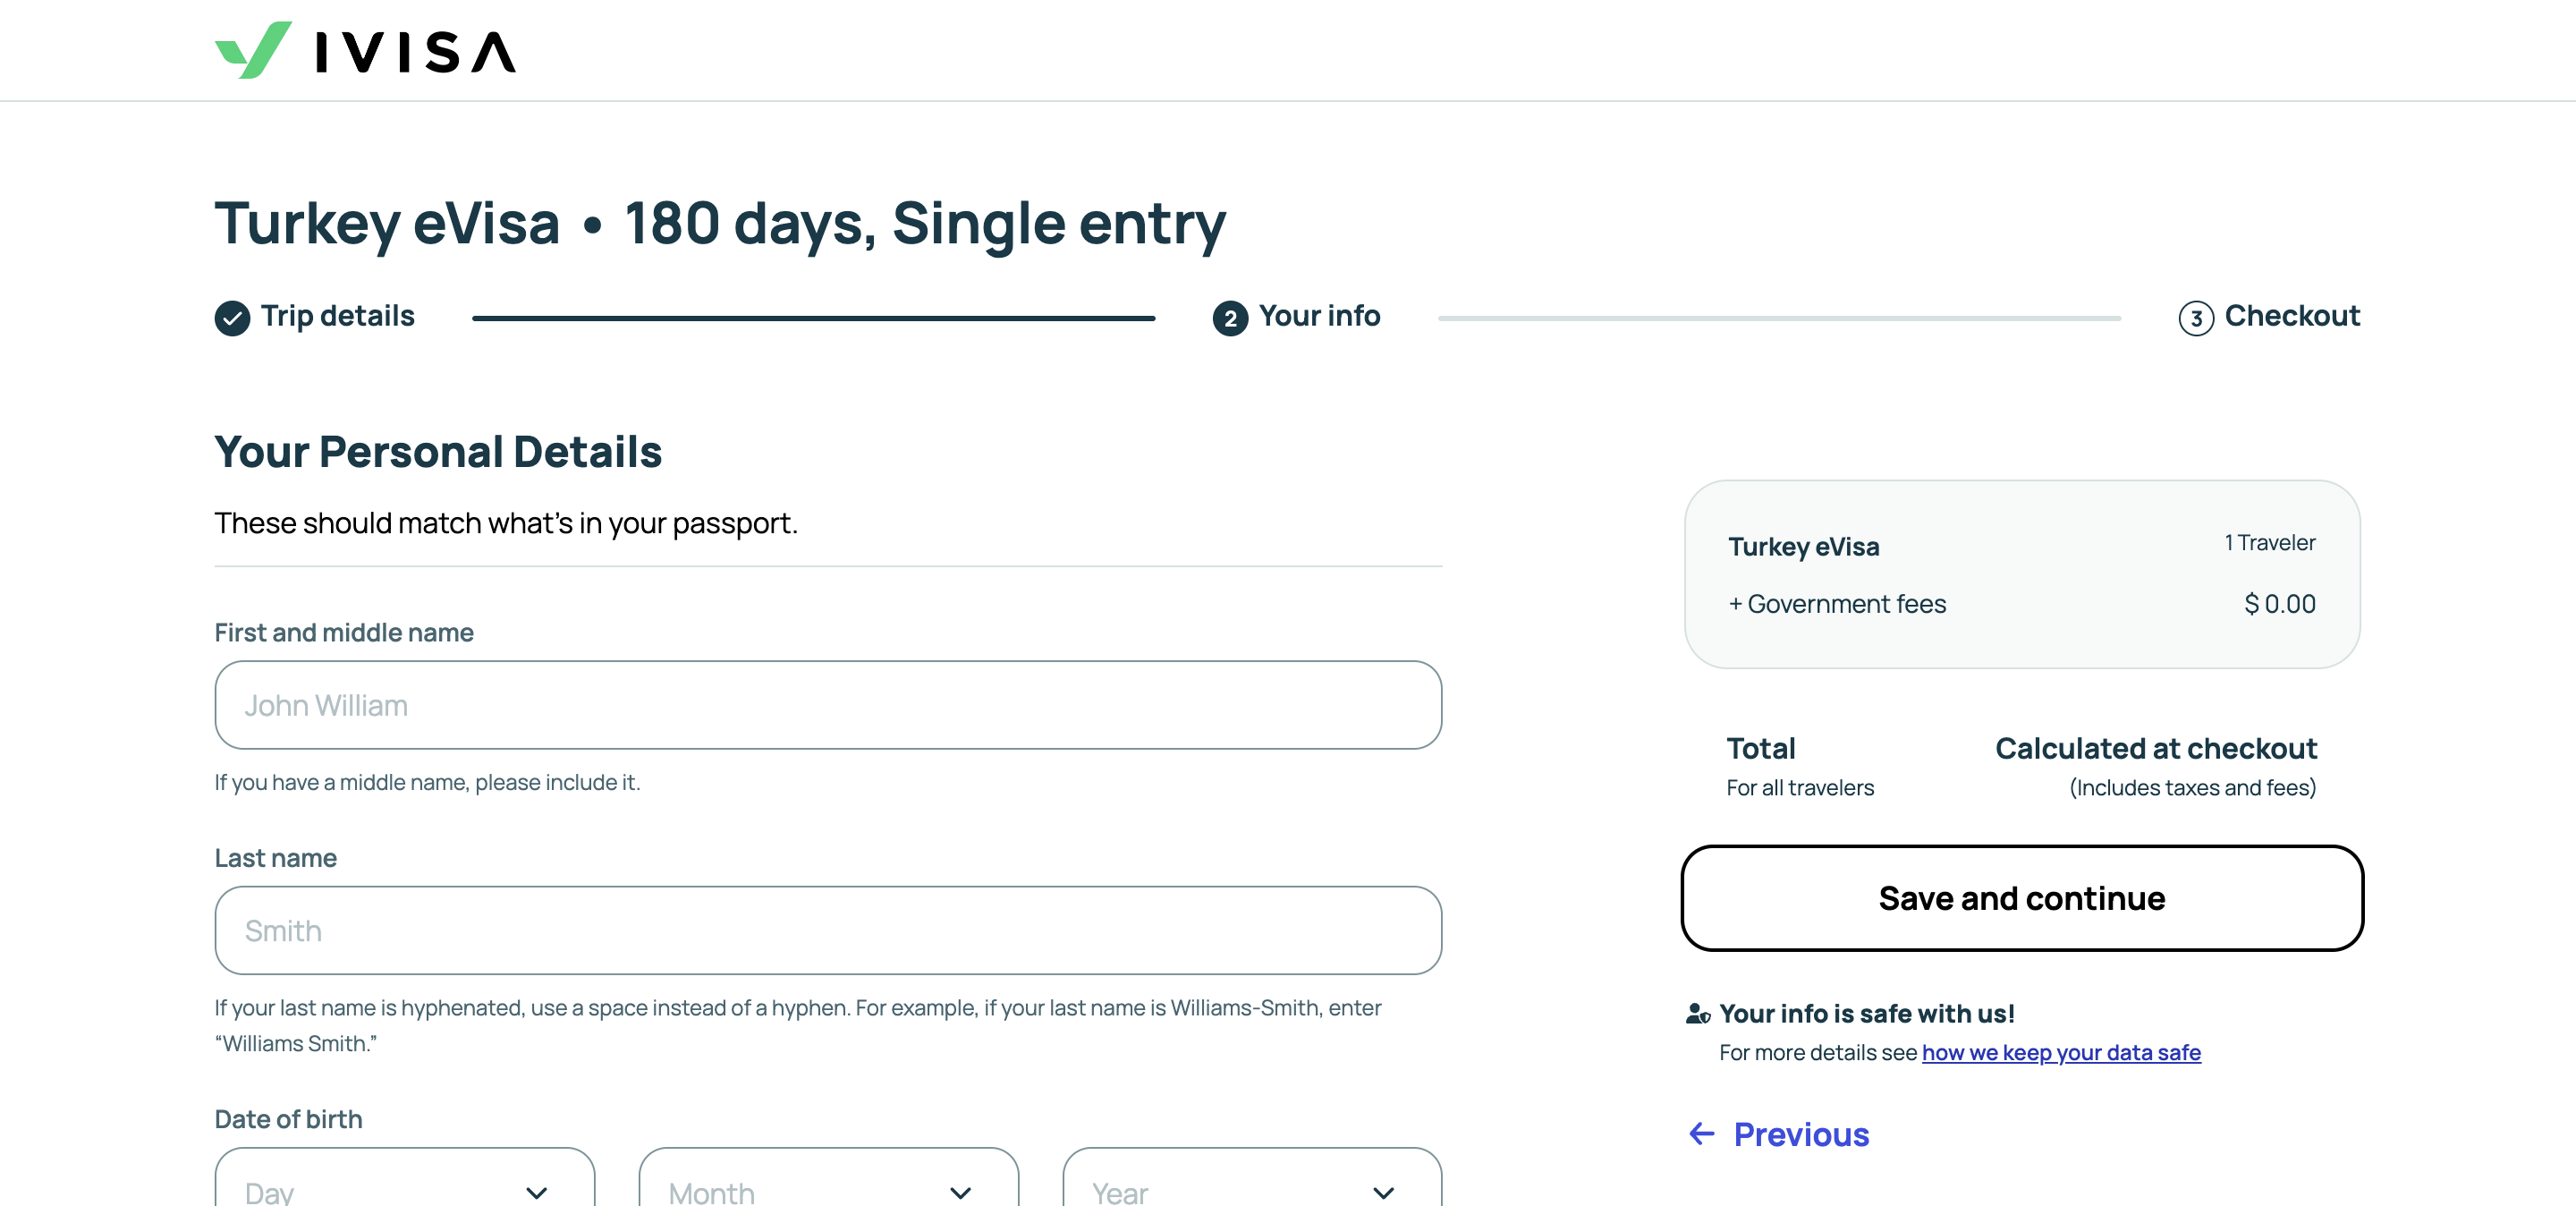 IVISA
Turkey eVisa • 180 days, Single entry
Trip details
2 Your info
3 Checkout
Your Personal Details
These should match what’s in your passport.
First and middle name
John William
If you have a middle name, please include it.
Last name
Smith
If your last name is hyphenated, use a space instead of a hyphen. For example, if your last name is Williams-Smith, enter
“Williams Smith.”
Date of birth
Day Month Year
Turkey eVisa 1 Traveler
+ Government fees $ 0.00
Total Calculated at checkout
For all travelers (Includes taxes and fees)
Save and continue
Your info is safe with us!
For more details see how we keep your data safe
Previous